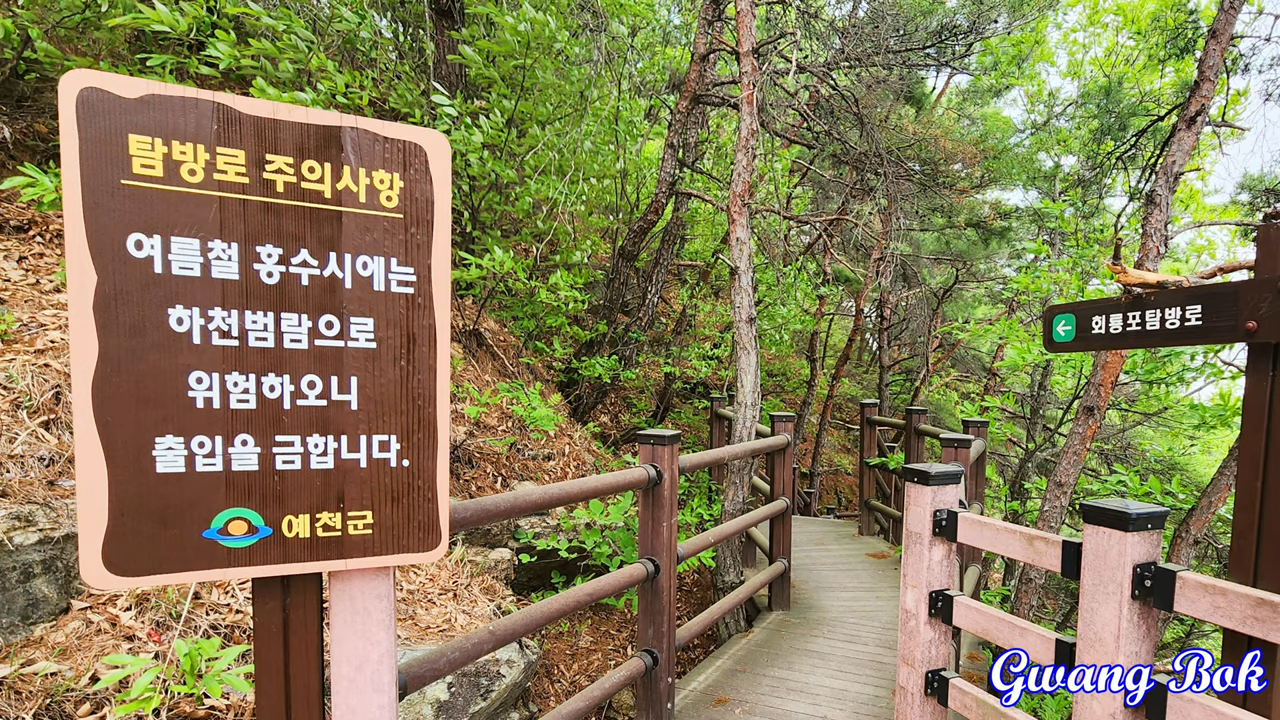 탐방로 주의사항
여름철 홍수시에는
하천범람으로
위험하오니
출입을 금합니다.
예천군
회룡포탐방로
Gwang Bok